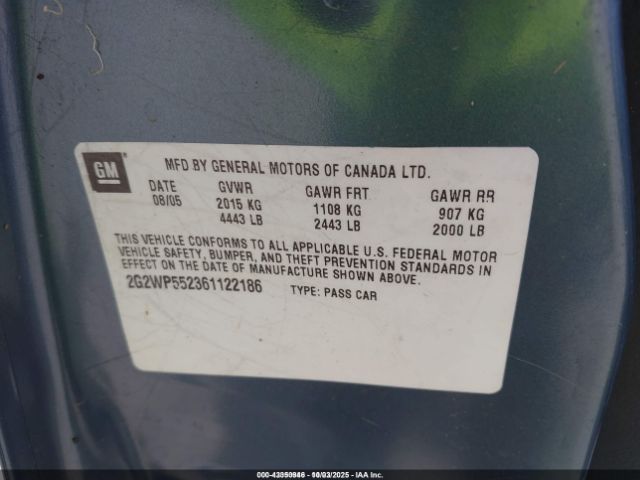 GM
MFD BY GENERAL MOTORS OF CANADA LTD.
DATE GVWR GAWR FRT GAWR RR
08/05 2015 KG 1108 KG 907 KG
4443 LB 2443 LB 2000 LB
THIS VEHICLE CONFORMS TO ALL APPLICABLE U.S. FEDERAL MOTOR
VEHICLE SAFETY, BUMPER, AND THEFT PREVENTION STANDARDS IN
EFFECT ON THE DATE OF MANUFACTURE SHOWN ABOVE.
2G2WP552361122186 TYPE: PASS CAR
000-43850946 - 10/03/2025 - IAA Inc.